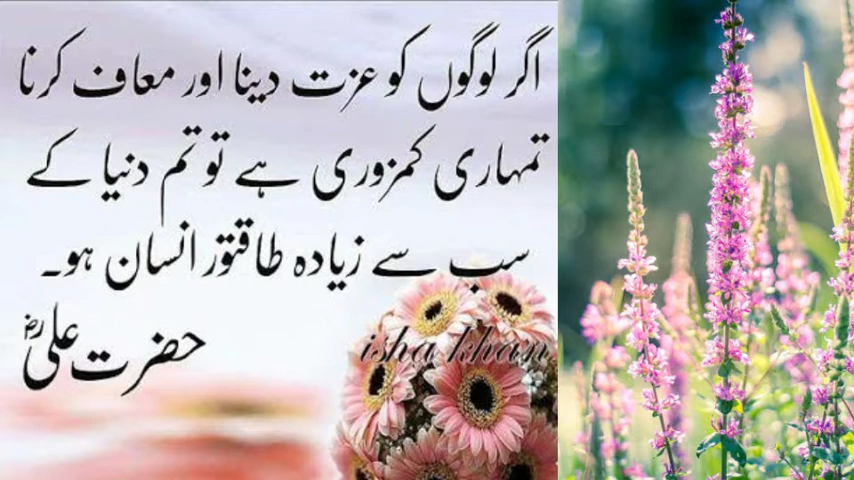 اگر لوگوں کو عزت دینا اور معاف کرنا
تمہاری کمزوری ہے تو تم دنیا کے
سب سے زیادہ طاقتور انسان ہو۔
حضرت علیؓ
isha khan